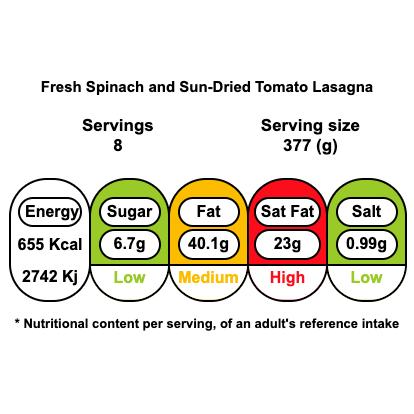 Fresh Spinach and Sun-Dried Tomato Lasagna
Servings
8
Serving size
377 (g)
Energy Sugar Fat Sat Fat Salt
655 Kcal 6.7g 40.1g 23g 0.99g
2742 Kj Low Medium High Low
* Nutritional content per serving, of an adult's reference intake